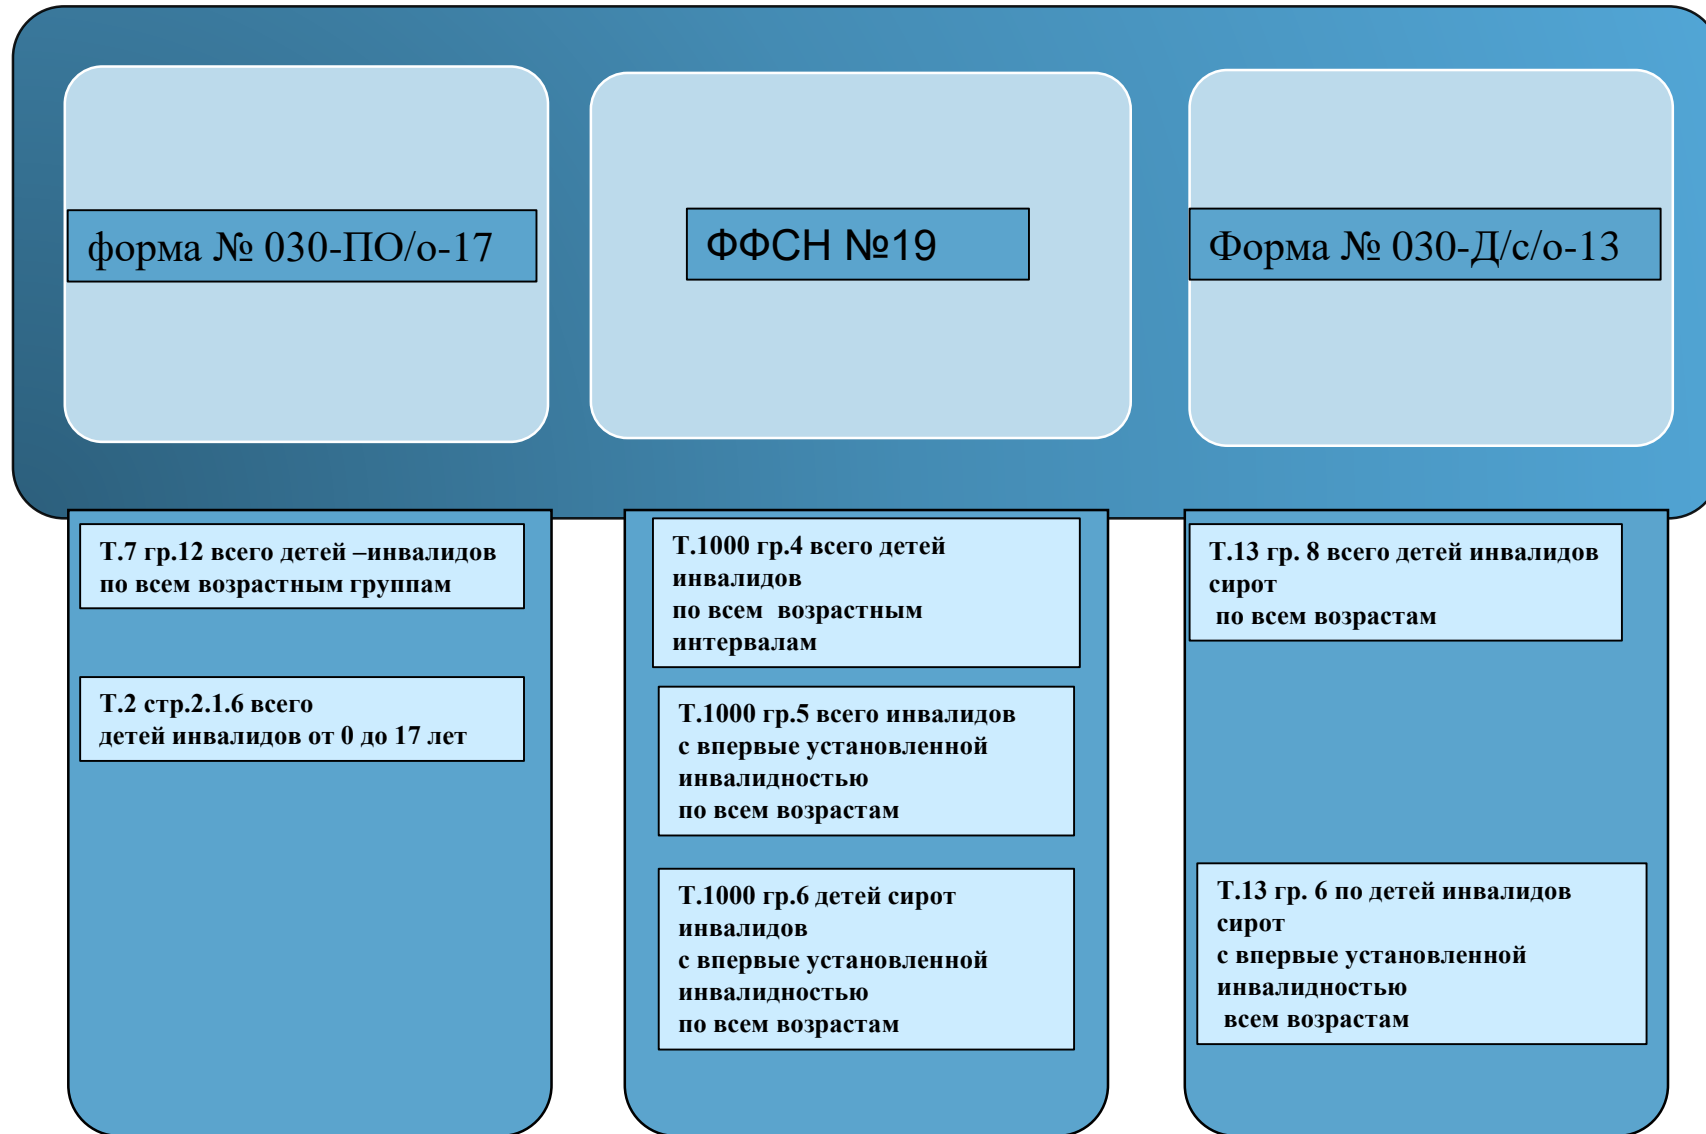 форма № 030-ПО/о-17
ФФСН №19
Форма № 030-Д/с/о-13
Т.7 гр.12 всего детей –инвалидов
по всем возрастным группам
Т.2 стр.2.1.6 всего
детей инвалидов от 0 до 17 лет
Т.1000 гр.4 всего детей
инвалидов
по всем возрастным
интервалам
Т.1000 гр.5 всего инвалидов
с впервые установленной
инвалидностью
по всем возрастам
Т.1000 гр.6 детей сирот
инвалидов
с впервые установленной
инвалидностью
по всем возрастам
Т.13 гр. 8 всего детей инвалидов
сирот
по всем возрастам
Т.13 гр. 6 по детей инвалидов
сирот
с впервые установленной
инвалидностью
всем возрастам